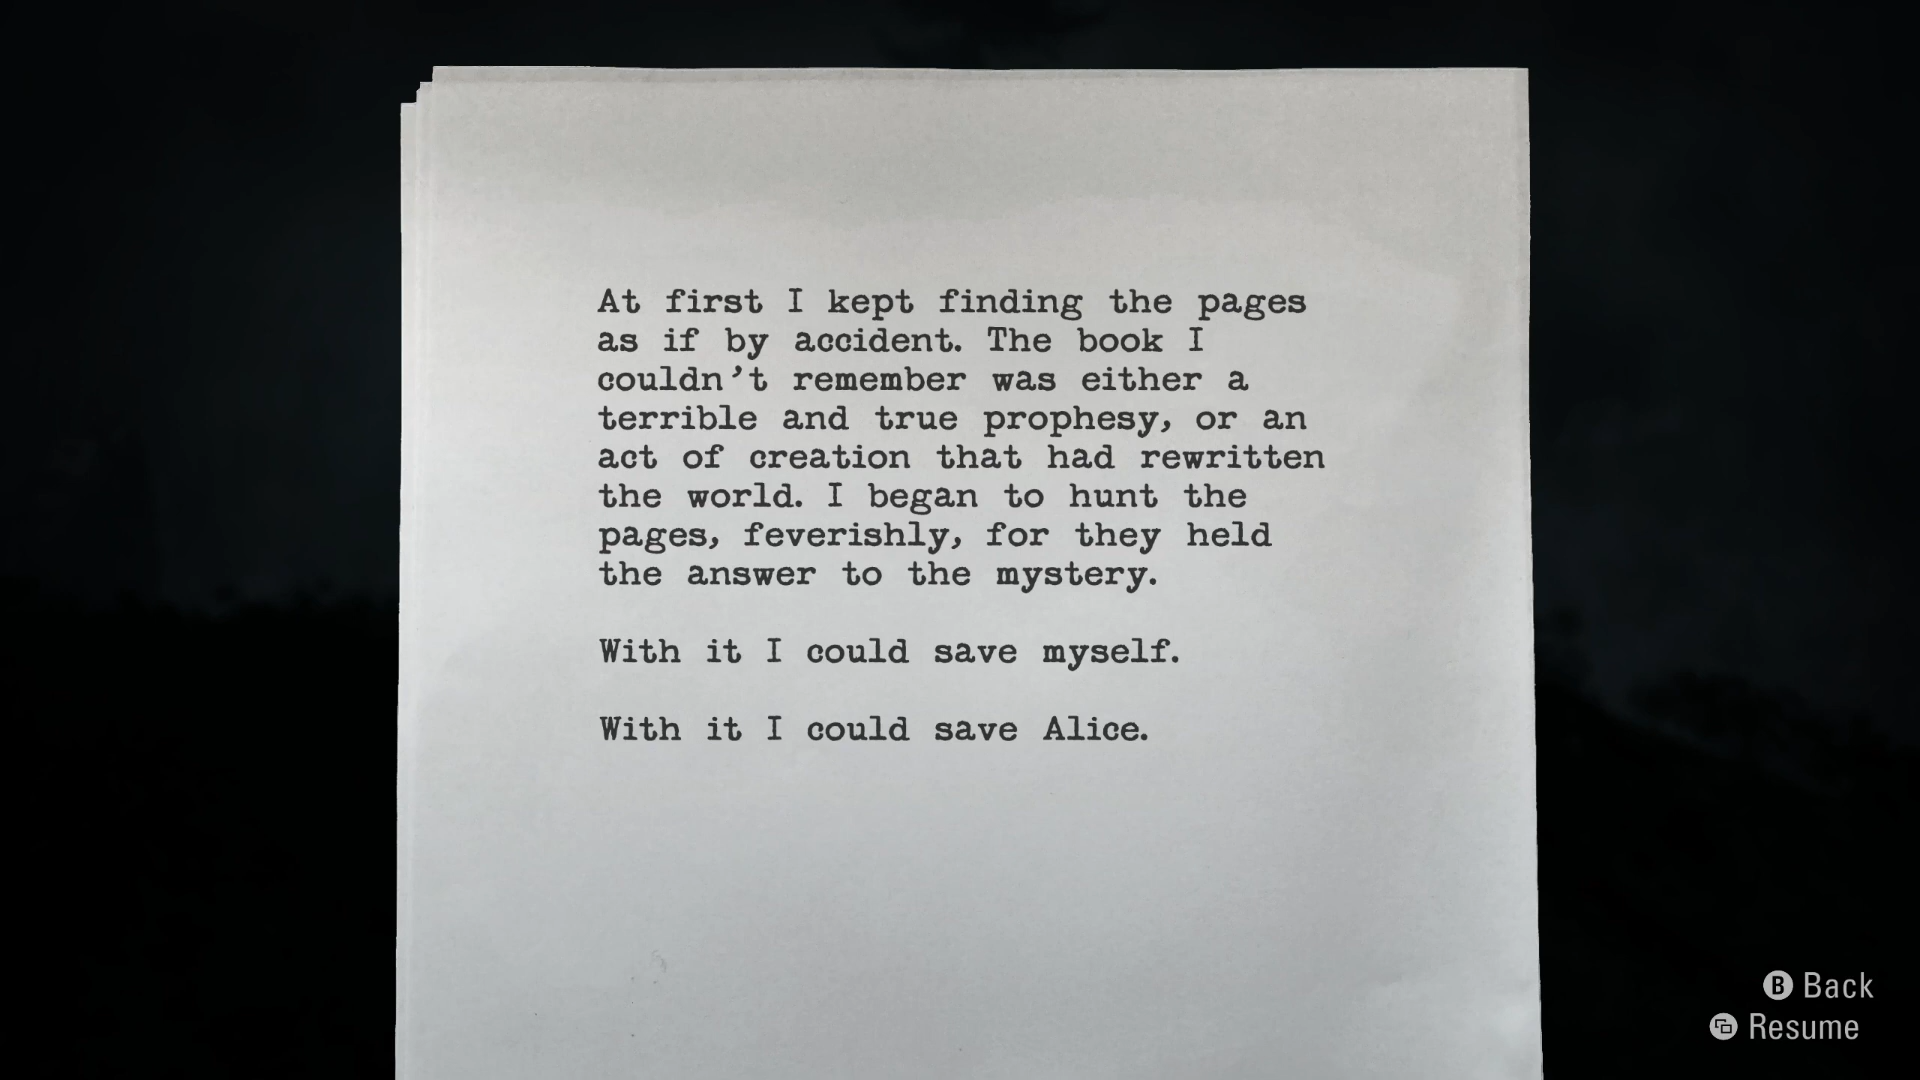 At first I kept finding the pages
as if by accident. The book I
couldn't remember was either a
terrible and true prophesy, or an
act of creation that had rewritten
the world. I began to hunt the
pages, feverishly, for they held
the answer to the mystery.
With it I could save myself.
With it I could save Alice.
B Back
Resume